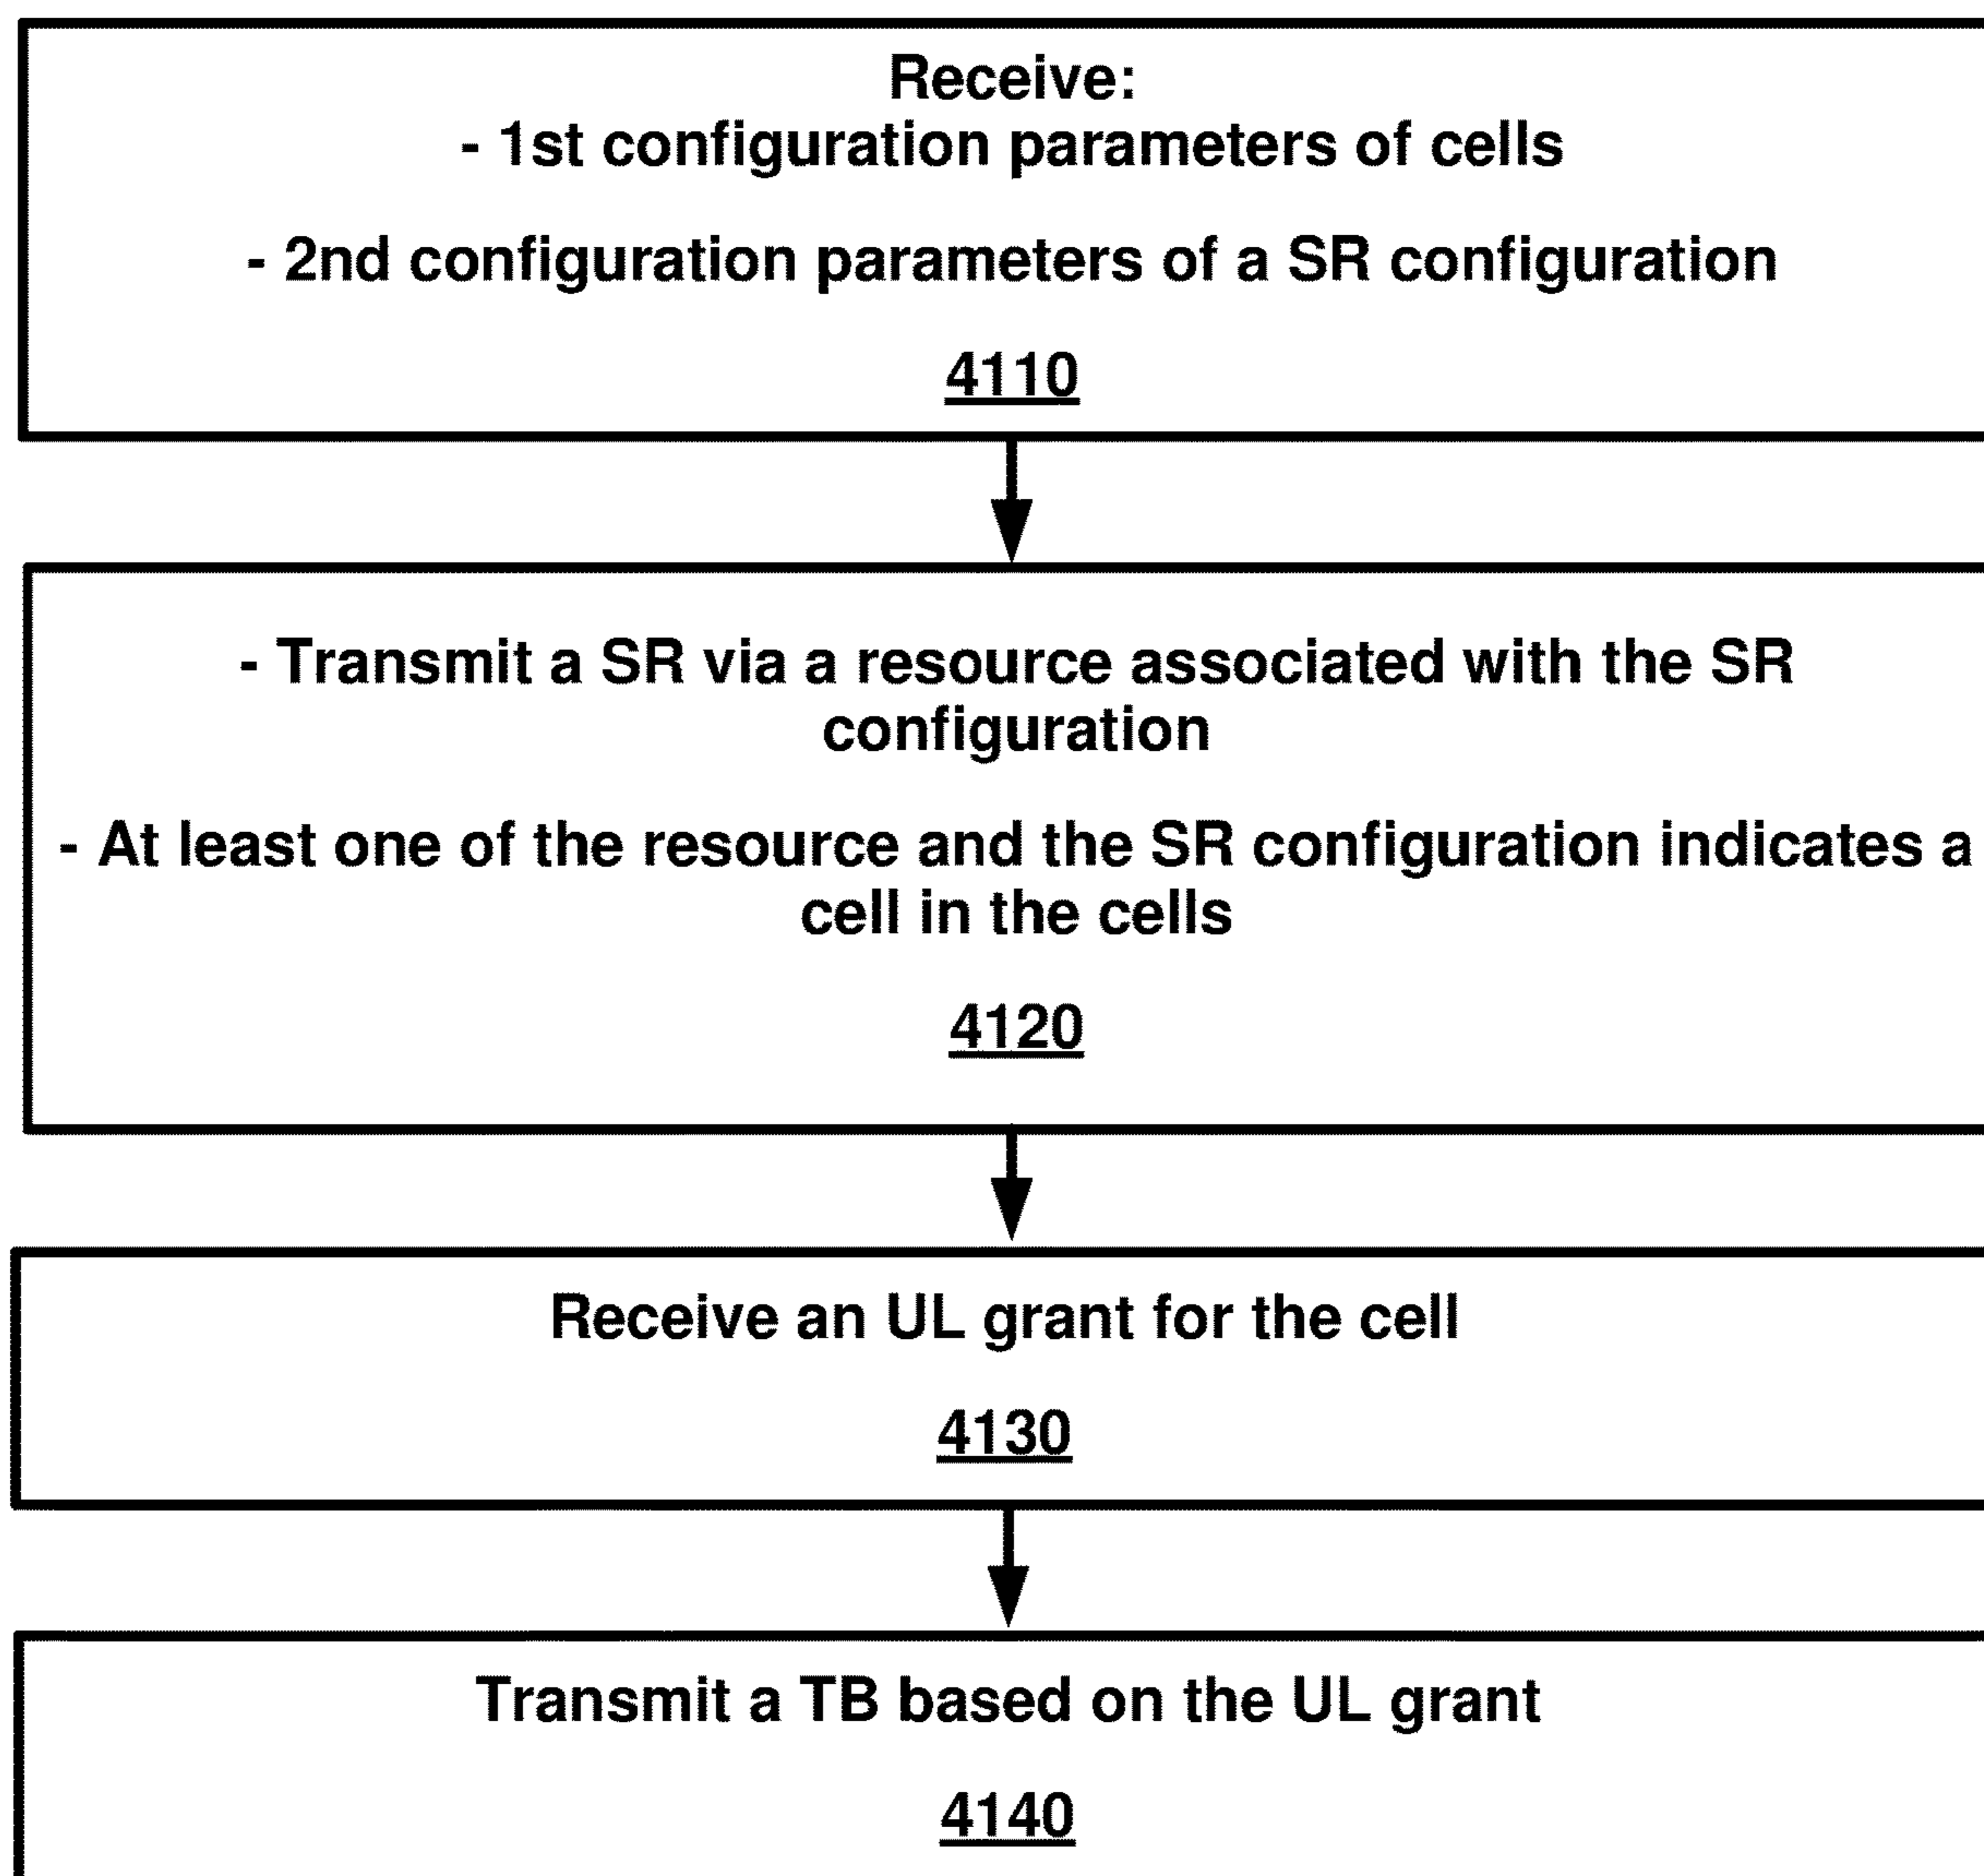 Receive:
- 1st configuration parameters of cells
- 2nd configuration parameters of a SR configuration
4110
- Transmit a SR via a resource associated with the SR
configuration
- At least one of the resource and the SR configuration indicates a
cell in the cells
4120
Receive an UL grant for the cell
4130
Transmit a TB based on the UL grant
4140